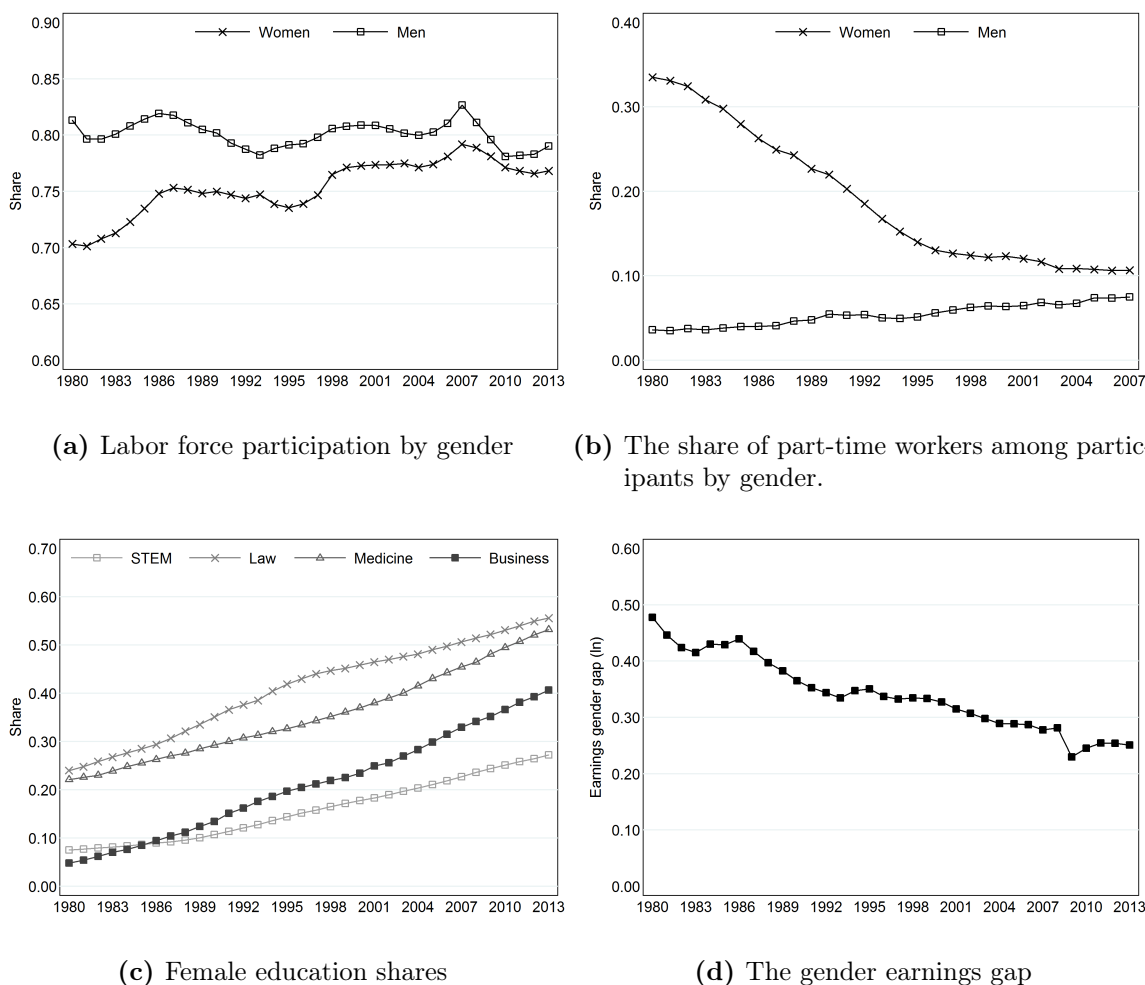 Women Men
0.90
0.85
0.80
0.75
0.70
0.65
0.60
Share
1980 1983 1986 1989 1992 1995 1998 2001 2004 2007 2010 2013
(a) Labor force participation by gender
Women Men
0.40
0.30
0.20
0.10
0.00
Share
1980 1983 1986 1989 1992 1995 1998 2001 2004 2007
(b) The share of part-time workers among partic-
ipants by gender.
STEM Law Medicine Business
0.70
0.60
0.50
0.40
0.30
0.20
0.10
0.00
Share
1980 1983 1986 1989 1992 1995 1998 2001 2004 2007 2010 2013
(c) Female education shares
0.60
0.50
0.40
0.30
0.20
0.10
0.00
Earnings gender gap (ln)
1980 1983 1986 1989 1992 1995 1998 2001 2004 2007 2010 2013
(d) The gender earnings gap